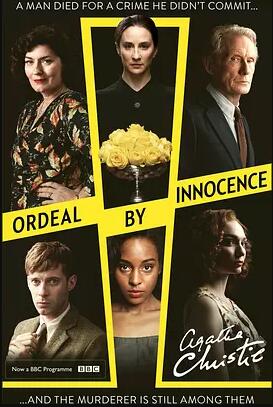 A MAN DIED FOR A CRIME HE DIDN'T COMMIT...
ORDEAL BY INNOCENCE
Agatha
Christie
Now a BBC Programme BBC
...AND THE MURDERER IS STILL AMONG THEM